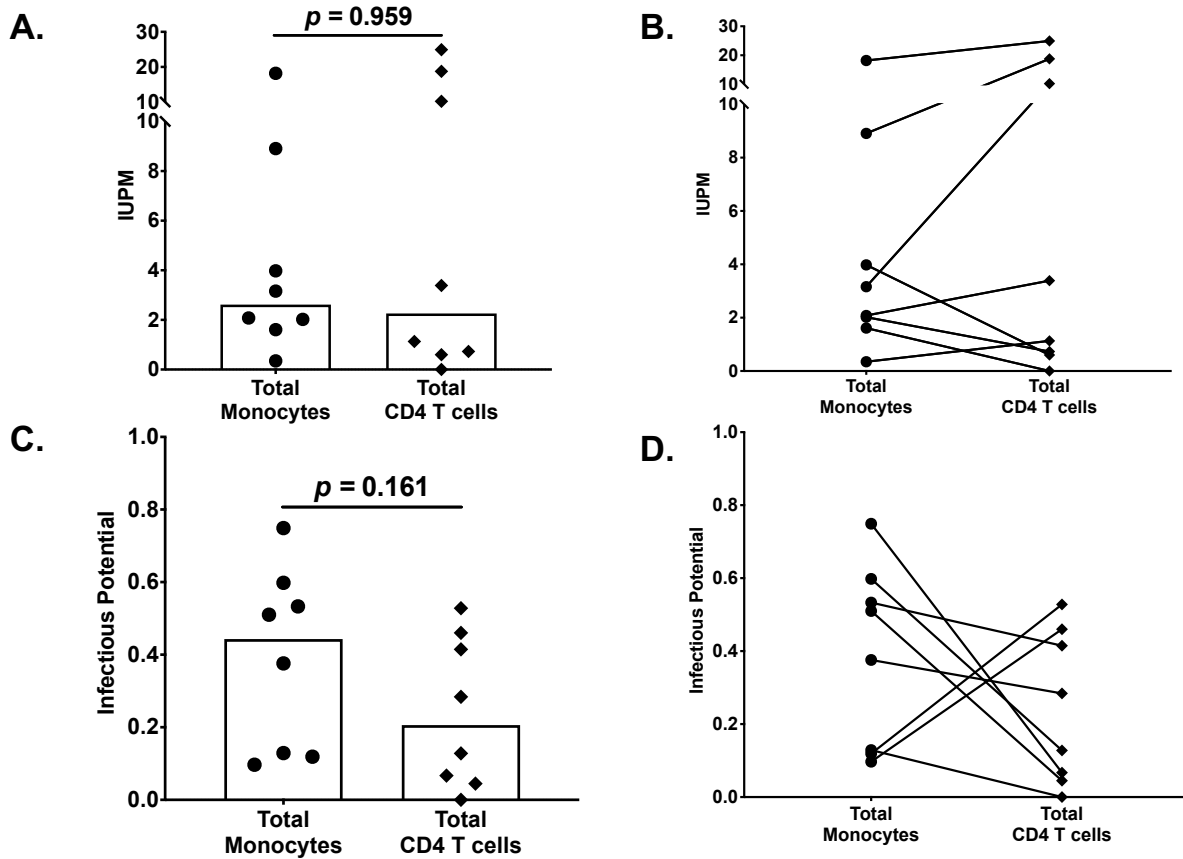 A.
p = 0.959
30
20
10
10
8
6
4
2
0
IUPM
Total
Monocytes
Total
CD4 T cells
B.
30
20
10
10
8
6
4
2
0
IUPM
Total
Monocytes
Total
CD4 T cells
C.
p = 0.161
1.0
0.8
0.6
0.4
0.2
0.0
Infectious Potential
Total
Monocytes
Total
CD4 T cells
D.
1.0
0.8
0.6
0.4
0.2
0.0
Infectious Potential
Total
Monocytes
Total
CD4 T cells